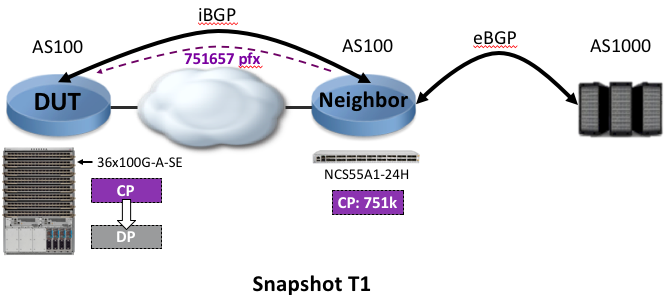 iBGP
AS100
AS100
eBGP
AS1000
751657 pfx
DUT
Neighbor
36x100G-A-SE
NCS55A1-24H
CP
CP: 751k
DP
Snapshot T1